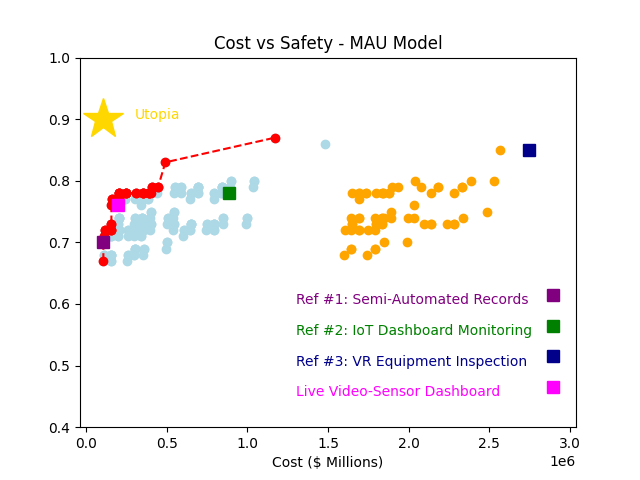 Cost vs Safety - MAU Model
1.0
0.9
0.8
0.7
0.6
0.5
0.4
Utopia
Ref #1: Semi-Automated Records
Ref #2: IoT Dashboard Monitoring
Ref #3: VR Equipment Inspection
Live Video-Sensor Dashboard
0.0 0.5 1.0 1.5 2.0 2.5 3.0
Cost ($ Millions)
1e6